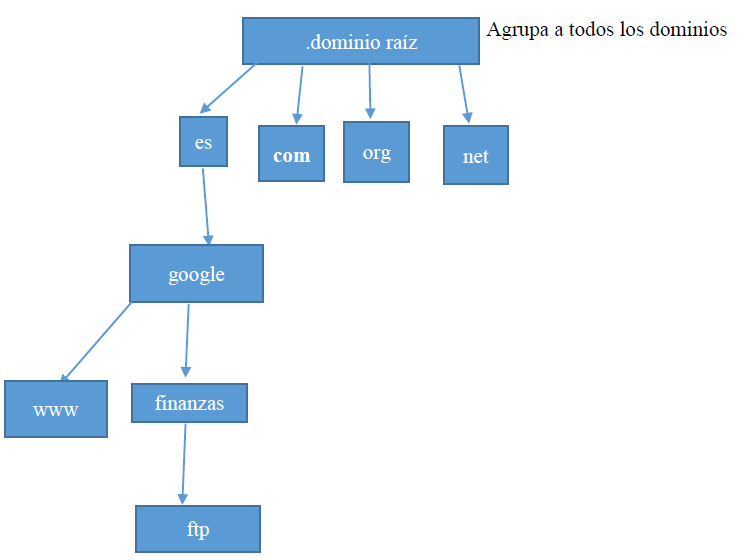 .dominio raíz
Agrupa a todos los dominios
es
com
org
net
google
www
finanzas
ftp